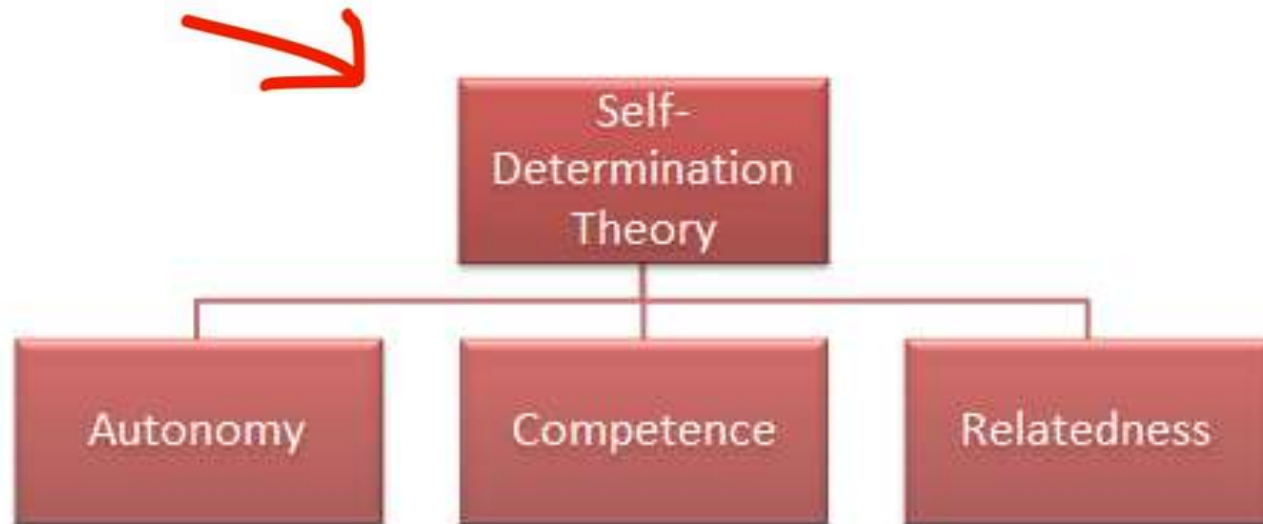 Self-
Determination
Theory
Autonomy
Competence
Relatedness